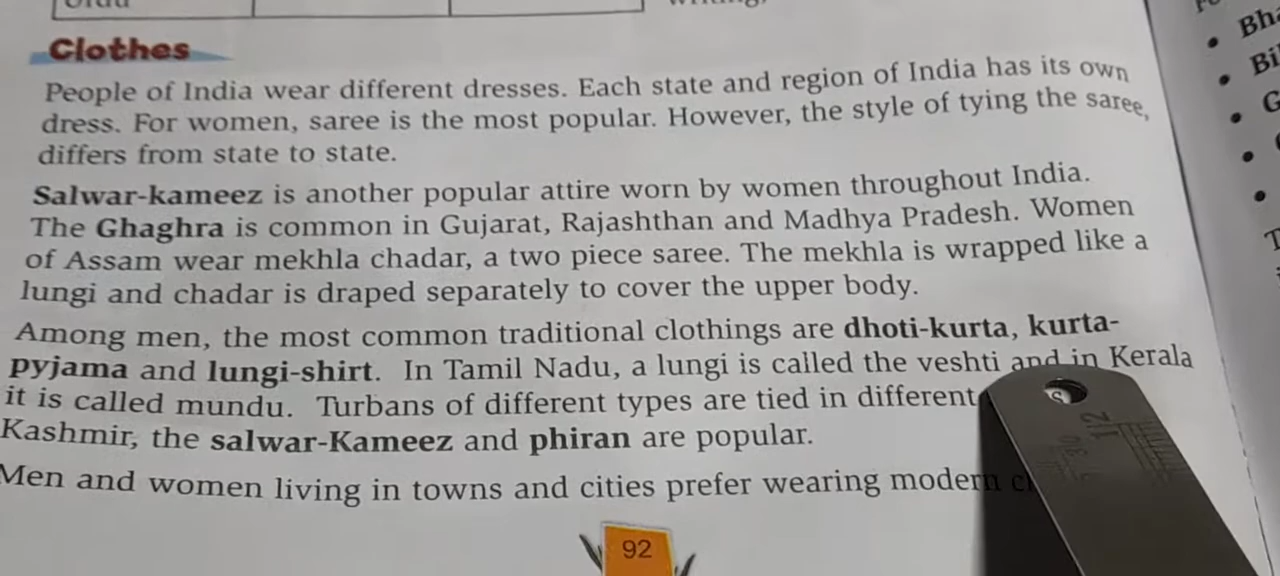 Clothes
People of India wear different dresses. Each state and region of India has its own
dress. For women, saree is the most popular. However, the style of tying the saree,
differs from state to state.
Salwar-kameez is another popular attire worn by women throughout India.
The Ghaghra is common in Gujarat, Rajashthan and Madhya Pradesh. Women
of Assam wear mekhla chadar, a two piece saree. The mekhla is wrapped like a
lungi and chadar is draped separately to cover the upper body.
Among men, the most common traditional clothings are dhoti-kurta, kurta-
pyjama and lungi-shirt. In Tamil Nadu, a lungi is called the veshti and in Kerala
it is called mundu. Turbans of different types are tied in different
Kashmir, the salwar-Kameez and phiran are popular.
Men and women living in towns and cities prefer wearing modern
92
1/2